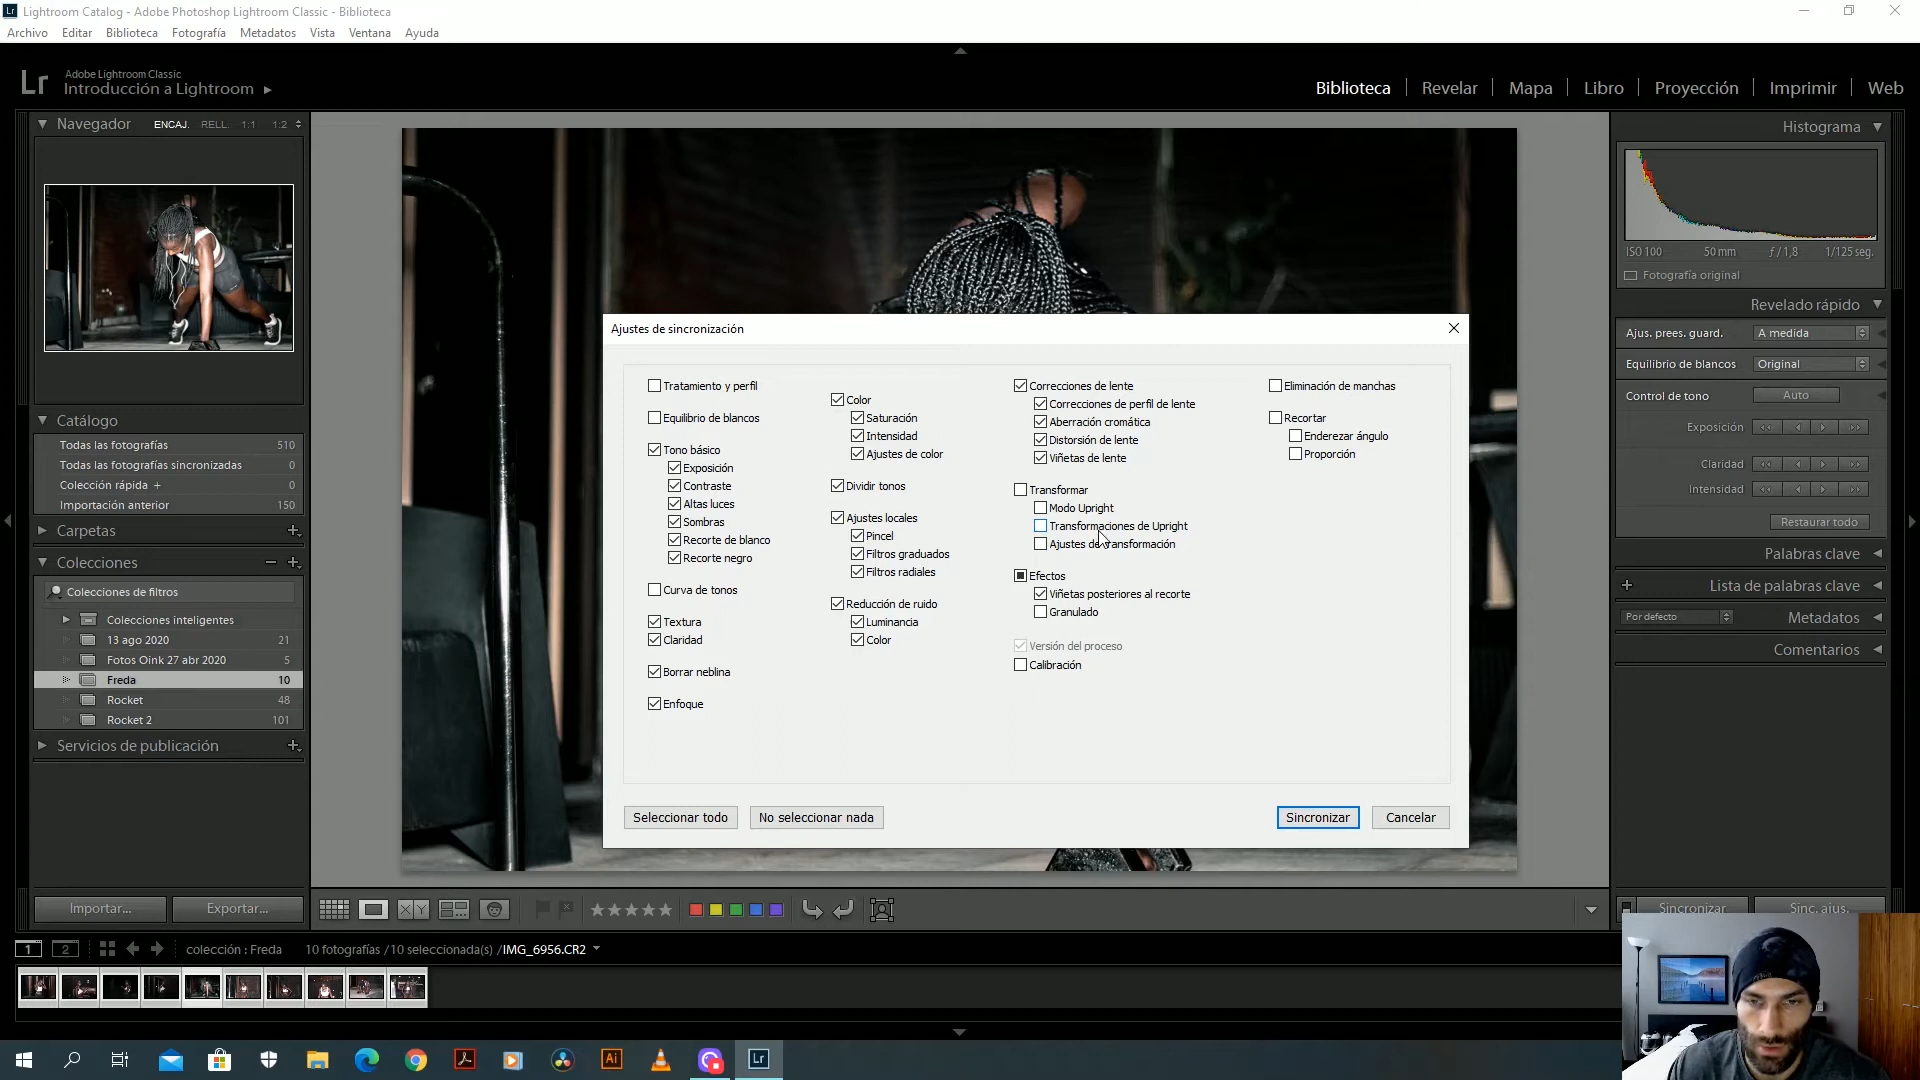 Lightroom Catalog - Adobe Photoshop Lightroom Classic - Biblioteca
Archivo Editar Biblioteca Fotografía Metadatos Vista Ventana Ayuda
Lr
Adobe Lightroom Classic
Introducción a Lightroom
Biblioteca Revelar Mapa Libro Proyección Imprimir Web
Navegador ENCAJ. RELL. 1:1 1:2
Catálogo
Todas las fotografías 510
Todas las fotografías sincronizadas 0
Colección rápida + 0
Importación anterior 150
Carpetas
Colecciones
Colecciones de filtros
Colecciones inteligentes
13 ago 2020 21
Fotos Oink 27 abr 2020 5
Freda 10
Rocket 48
Rocket 2 101
Servicios de publicación
Importar... Exportar...
Ajustes de sincronización
Tratamiento y perfil
Equilibrio de blancos
Tono básico
Exposición
Contraste
Altas luces
Sombras
Recorte de blanco
Recorte negro
Curva de tonos
Textura
Claridad
Borrar neblina
Enfoque
Color
Saturación
Intensidad
Ajustes de color
Dividir tonos
Ajustes locales
Pincel
Filtros graduados
Filtros radiales
Reducción de ruido
Luminancia
Color
Correcciones de lente
Correcciones de perfil de lente
Aberración cromática
Distorsión de lente
Viñetas de lente
Transformar
Modo Upright
Transformaciones de Upright
Ajustes de transformación
Efectos
Viñetas posteriores al recorte
Granulado
Versión del proceso
Calibración
Eliminación de manchas
Recortar
Enderezar ángulo
Proporción
Seleccionar todo No seleccionar nada Sincronizar Cancelar
Histograma
ISO 100 50 mm ƒ / 1,8 1/125 seg.
Fotografía original
Revelado rápido
Ajus. prees. guard. A medida
Equilibrio de blancos Original
Control de tono Auto
Exposición
Claridad
Intensidad
Restaurar todo
Palabras clave
Lista de palabras clave
Por defecto Metadatos
Comentarios
Sincronizar Sinc. ajus.
XY
1 2 colección : Freda 10 fotografías /10 seleccionada(s) /IMG_6956.CR2
Ai Lr